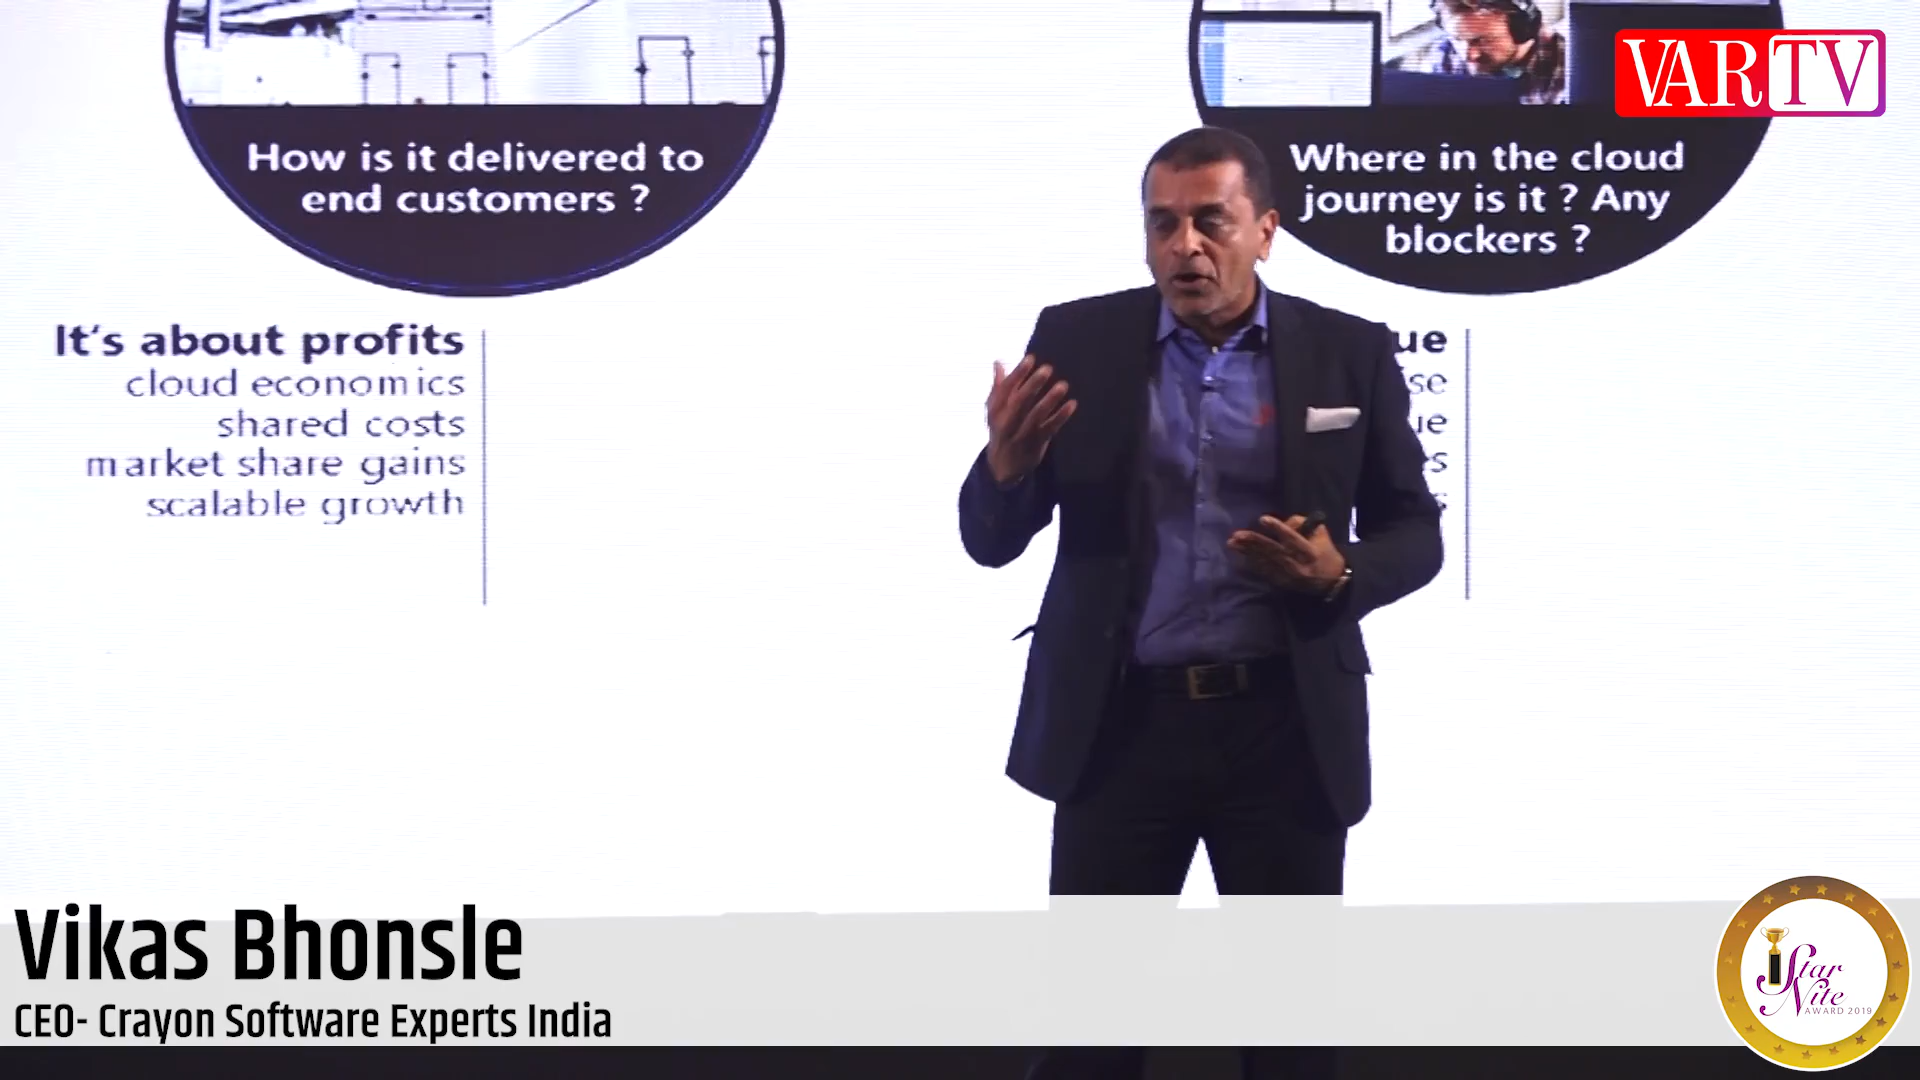 VARTV
How is it delivered to
end customers ?
Where in the cloud
journey is it ? Any
blockers ?
It's about profits
cloud economics
shared costs
market share gains
scalable growth
Vikas Bhonsle
CEO- Crayon Software Experts India
Star
Nite
AWARD 2019